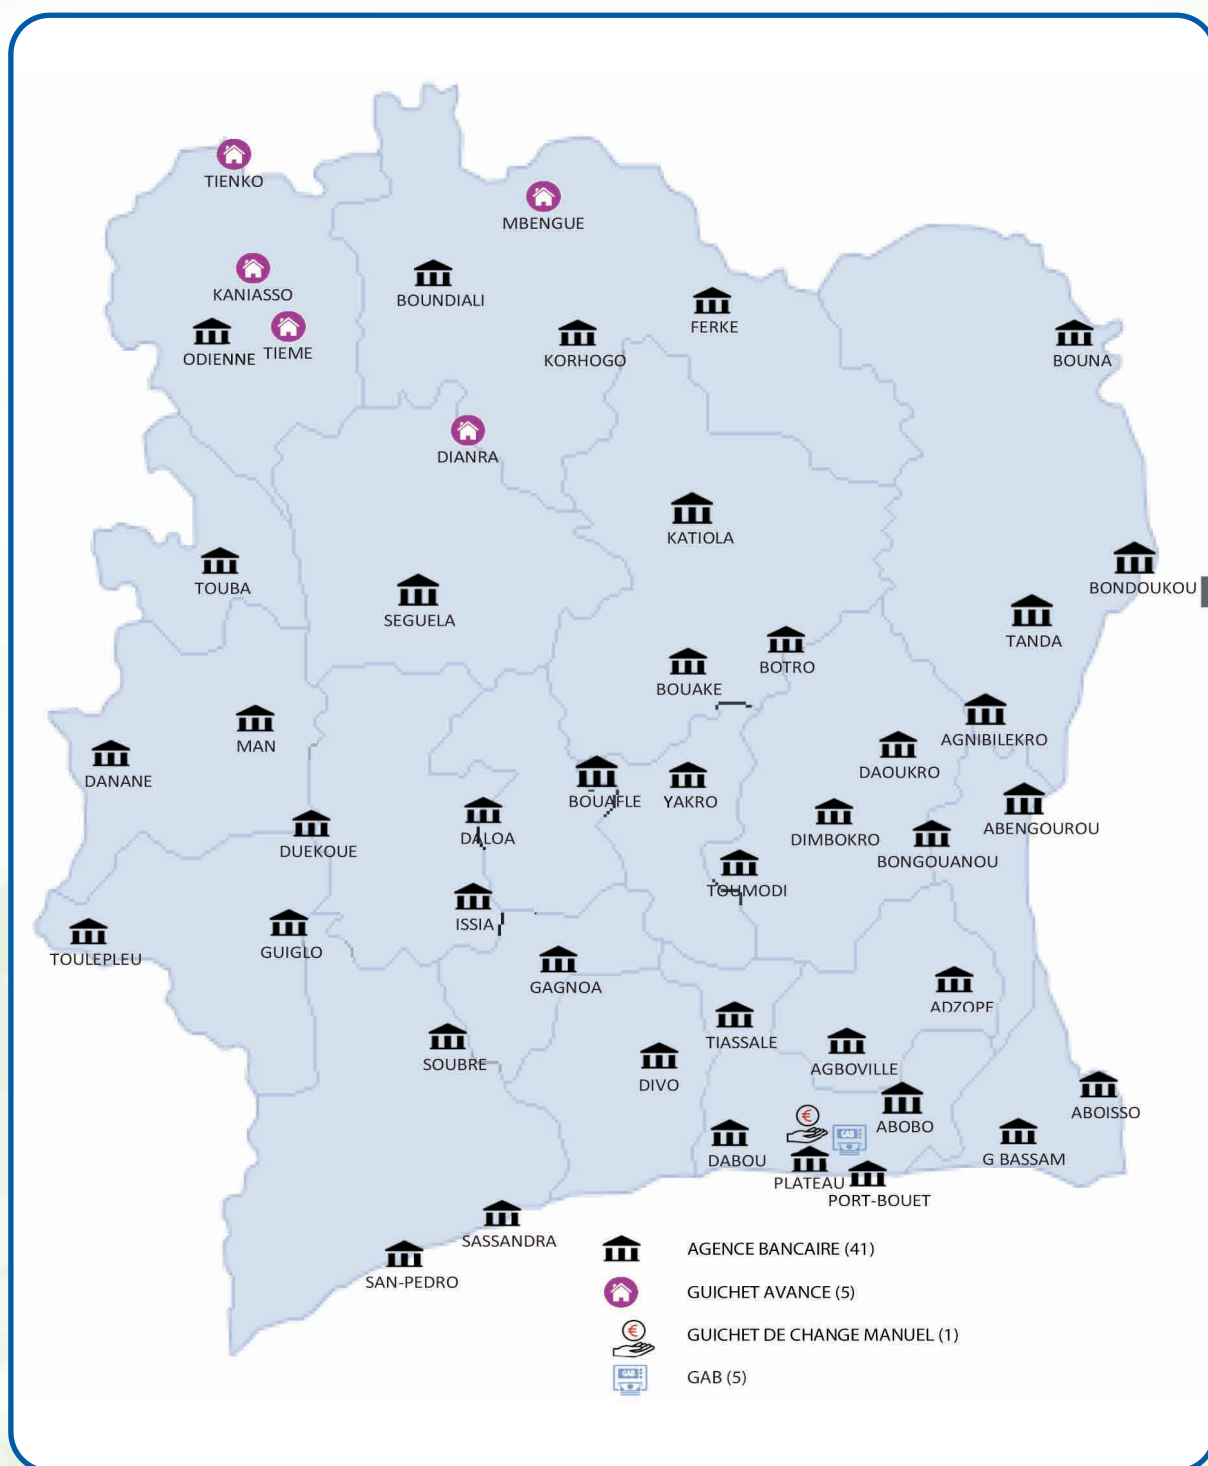 TIENKO
MBENGUE
KANIASSO
BOUNDIALI
FERKE
ODIENNE
TIEME
KORHOGO
BOUNA
DIANRA
KATIOLA
TOUBA
BONDOUKOU
SEGUELA
TANDA
BOTRO
BOUAKE
AGNIBILEKRO
MAN
DANANE
DAOUKRO
BOUAFLE
YAKRO
ABENGOUROU
DALOA
DIMBOKRO
DUEKOUE
BONGOUANOU
TOUMODI
ISSIA
GUIGLO
TOULEPLEU
GAGNOA
ADZOPE
TIASSALE
SOUBRE
AGBOVILLE
DIVO
ABOISSO
€
ABOBO
GAB
DABOU
G BASSAM
PLATEAU
PORT-BOUET
SASSANDRA
SAN-PEDRO
AGENCE BANCAIRE (41)
GUICHET AVANCE (5)
€
GUICHET DE CHANGE MANUEL (1)
GAB
GAB (5)